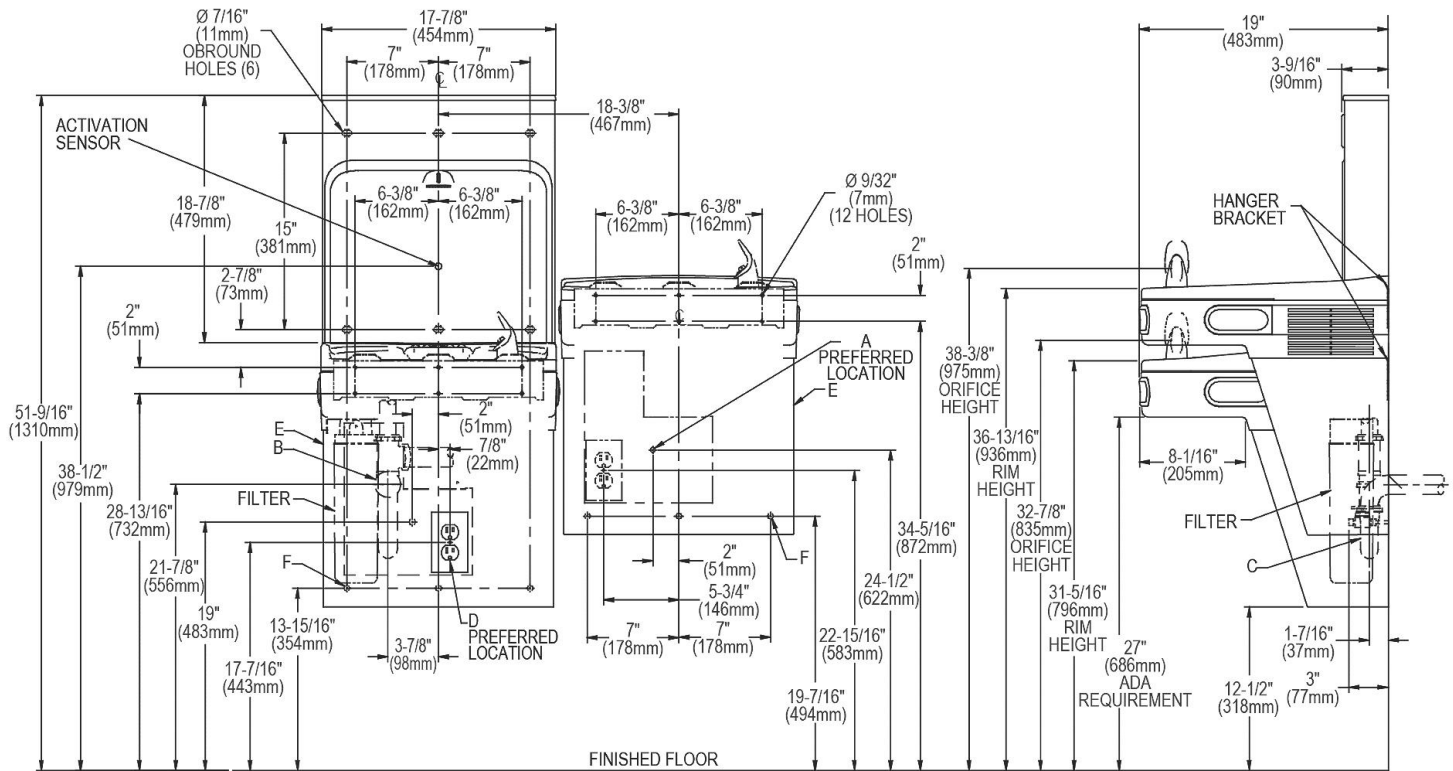 Ø 7/16"
(11mm)
OBROUND
HOLES (6)
17-7/8"
(454mm)
7"
(178mm)
7"
(178mm)
℄
ACTIVATION
SENSOR
18-3/8"
(467mm)
18-7/8"
(479mm)
15"
(381mm)
2-7/8"
(73mm)
2"
(51mm)
6-3/8"
(162mm)
6-3/8"
(162mm)
6-3/8"
(162mm)
6-3/8"
(162mm)
Ø 9/32"
(7mm)
(12 HOLES)
2"
(51mm)
℄
A
PREFERRED
LOCATION
E
51-9/16"
(1310mm)
38-1/2"
(979mm)
28-13/16"
(732mm)
21-7/8"
(556mm)
19"
(483mm)
17-7/16"
(443mm)
13-15/16"
(354mm)
E
B
FILTER
F
2"
(51mm)
7/8"
(22mm)
3-7/8"
(98mm)
D
PREFERRED
LOCATION
F
2"
(51mm)
5-3/4"
(146mm)
7"
(178mm)
7"
(178mm)
34-5/16"
(872mm)
24-1/2"
(622mm)
22-15/16"
(583mm)
19-7/16"
(494mm)
FINISHED FLOOR
19"
(483mm)
3-9/16"
(90mm)
HANGER
BRACKET
38-3/8"
(975mm)
ORIFICE
HEIGHT
36-13/16"
(936mm)
RIM
HEIGHT
32-7/8"
(835mm)
ORIFICE
HEIGHT
31-5/16"
(796mm)
RIM
HEIGHT
27"
(686mm)
ADA
REQUIREMENT
8-1/16"
(205mm)
FILTER
C
12-1/2"
(318mm)
1-7/16"
(37mm)
3"
(77mm)